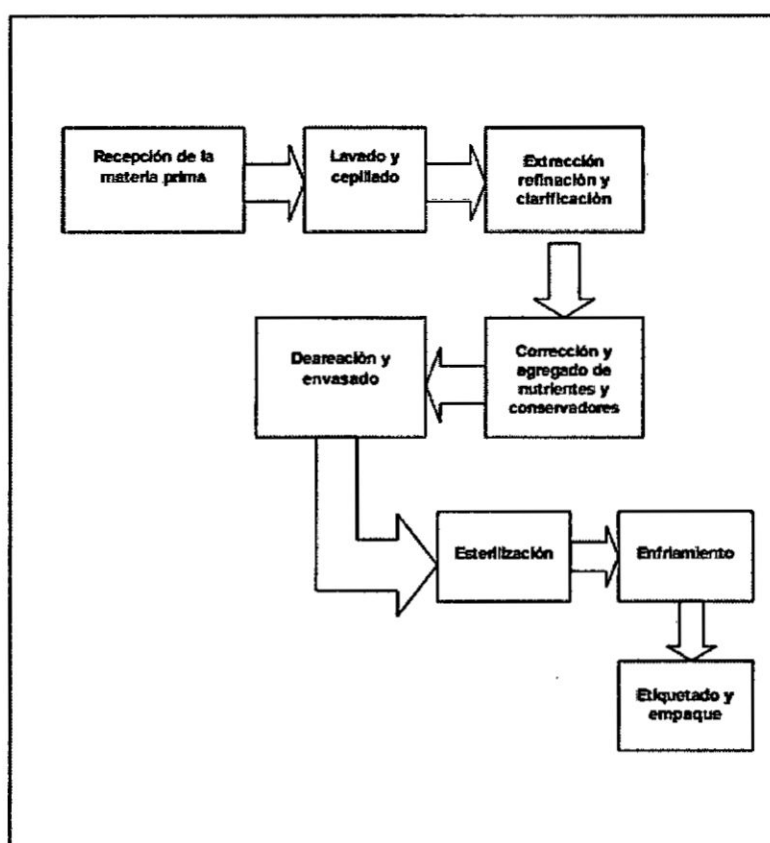 Recepción de la
materia prima
Lavado y
cepillado
Extracción
refinación y
clarificación
Deareación y
envasado
Corrección y
agregado de
nutrientes y
conservadores
Esterilización
Enfriamiento
Etiquetado y
empaque